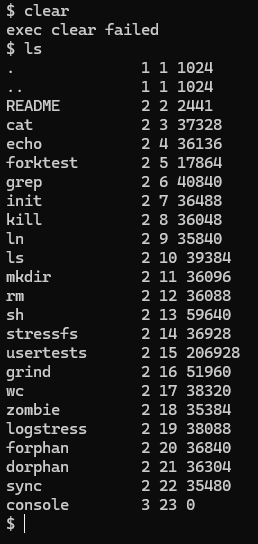 $ clear
exec clear failed
$ ls
.              1 1 1024
..             1 1 1024
README         2 2 2441
cat            2 3 37328
echo           2 4 36136
forktest       2 5 17864
grep           2 6 40840
init           2 7 36488
kill           2 8 36048
ln             2 9 35840
ls             2 10 39384
mkdir          2 11 36096
rm             2 12 36088
sh             2 13 59640
stressfs       2 14 36928
usertests      2 15 206928
grind          2 16 51960
wc             2 17 38320
zombie         2 18 35384
logstress      2 19 38088
forphan        2 20 36840
dorphan        2 21 36304
sync           2 22 35480
console        3 23 0
$